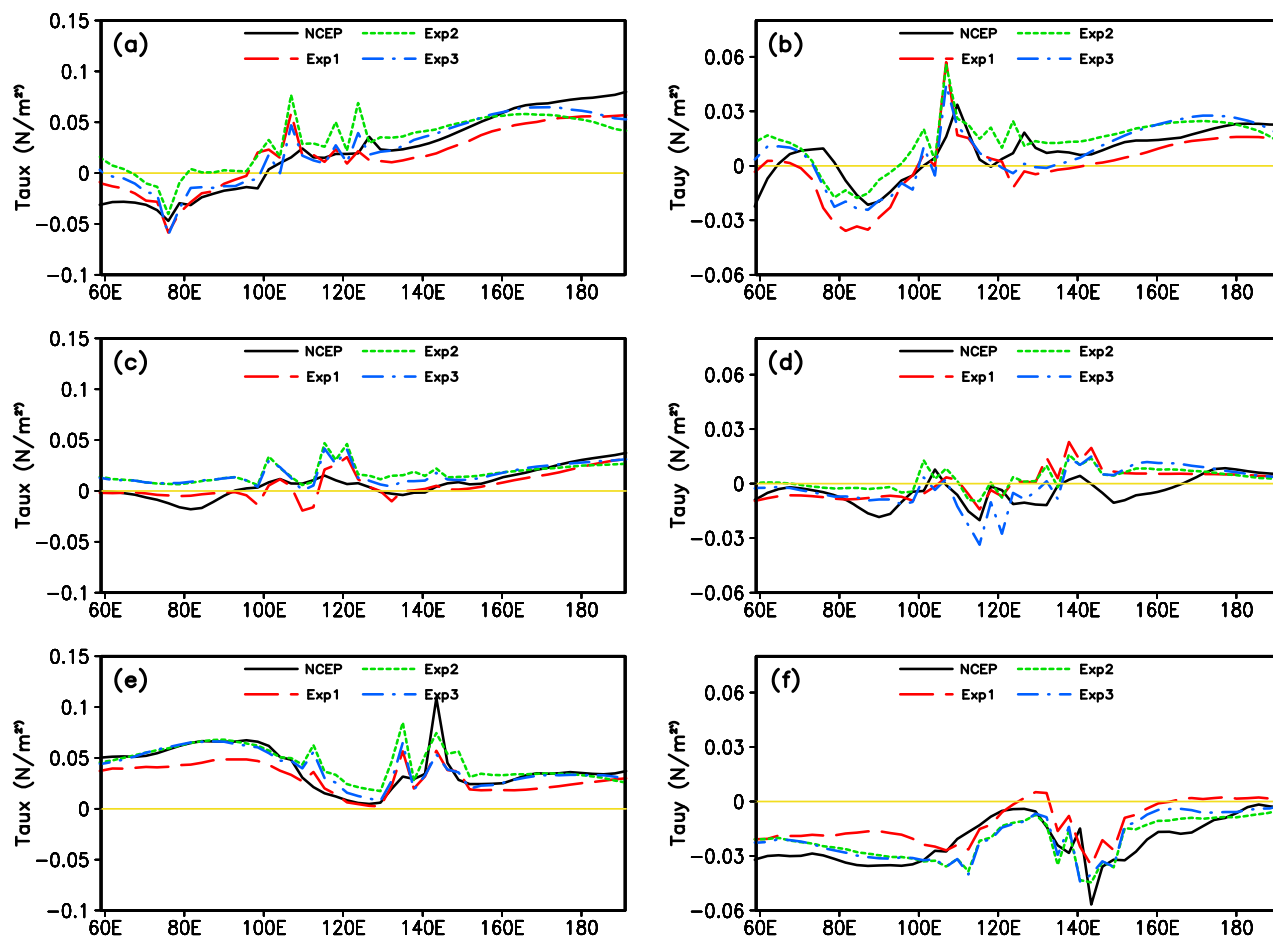 (a)
NCEP
Exp2
Exp1
Exp3
Taux (N/m²)
0.15
0.1
0.05
0
−0.05
−0.1
60E 80E 100E 120E 140E 160E 180
(b)
NCEP
Exp2
Exp1
Exp3
Tauy (N/m²)
0.06
0.03
0
−0.03
−0.06
60E 80E 100E 120E 140E 160E 180
(c)
NCEP
Exp2
Exp1
Exp3
Taux (N/m²)
0.15
0.1
0.05
0
−0.05
−0.1
60E 80E 100E 120E 140E 160E 180
(d)
NCEP
Exp2
Exp1
Exp3
Tauy (N/m²)
0.06
0.03
0
−0.03
−0.06
60E 80E 100E 120E 140E 160E 180
(e)
NCEP
Exp2
Exp1
Exp3
Taux (N/m²)
0.15
0.1
0.05
0
−0.05
−0.1
60E 80E 100E 120E 140E 160E 180
(f)
NCEP
Exp2
Exp1
Exp3
Tauy (N/m²)
0.06
0.03
0
−0.03
−0.06
60E 80E 100E 120E 140E 160E 180